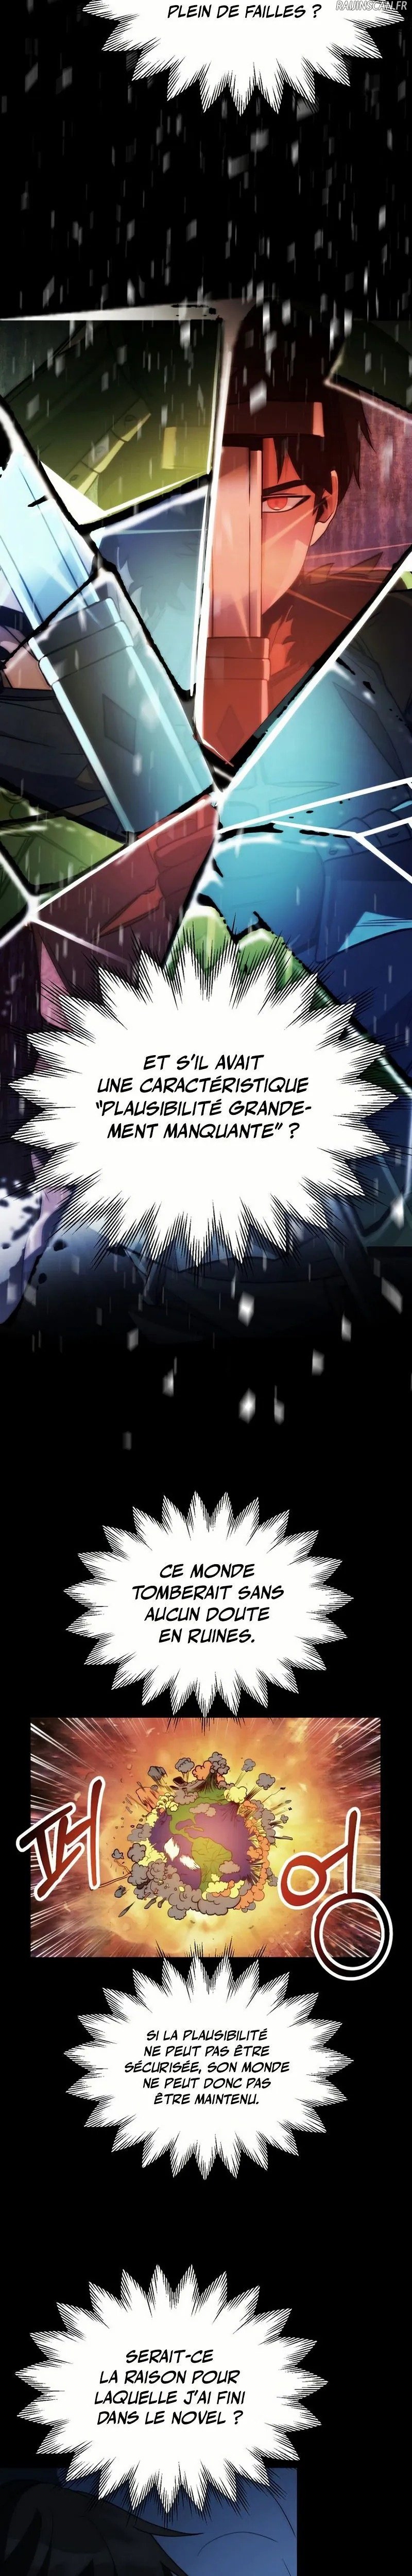 RAIJINSCAN.FR
PLEIN DE FAILLES ?
ET S'IL AVAIT
UNE CARACTÉRISTIQUE
"PLAUSIBILITÉ GRANDE-
MENT MANQUANTE" ?
CE MONDE
TOMBERAIT SANS
AUCUN DOUTE
EN RUINES.
퍼
엉
SI LA PLAUSIBILITÉ
NE PEUT PAS ÊTRE
SÉCURISÉE, SON MONDE
NE PEUT DONC PAS
ÊTRE MAINTENU.
SERAIT-CE
LA RAISON POUR
LAQUELLE J'AI FINI
DANS LE NOVEL ?